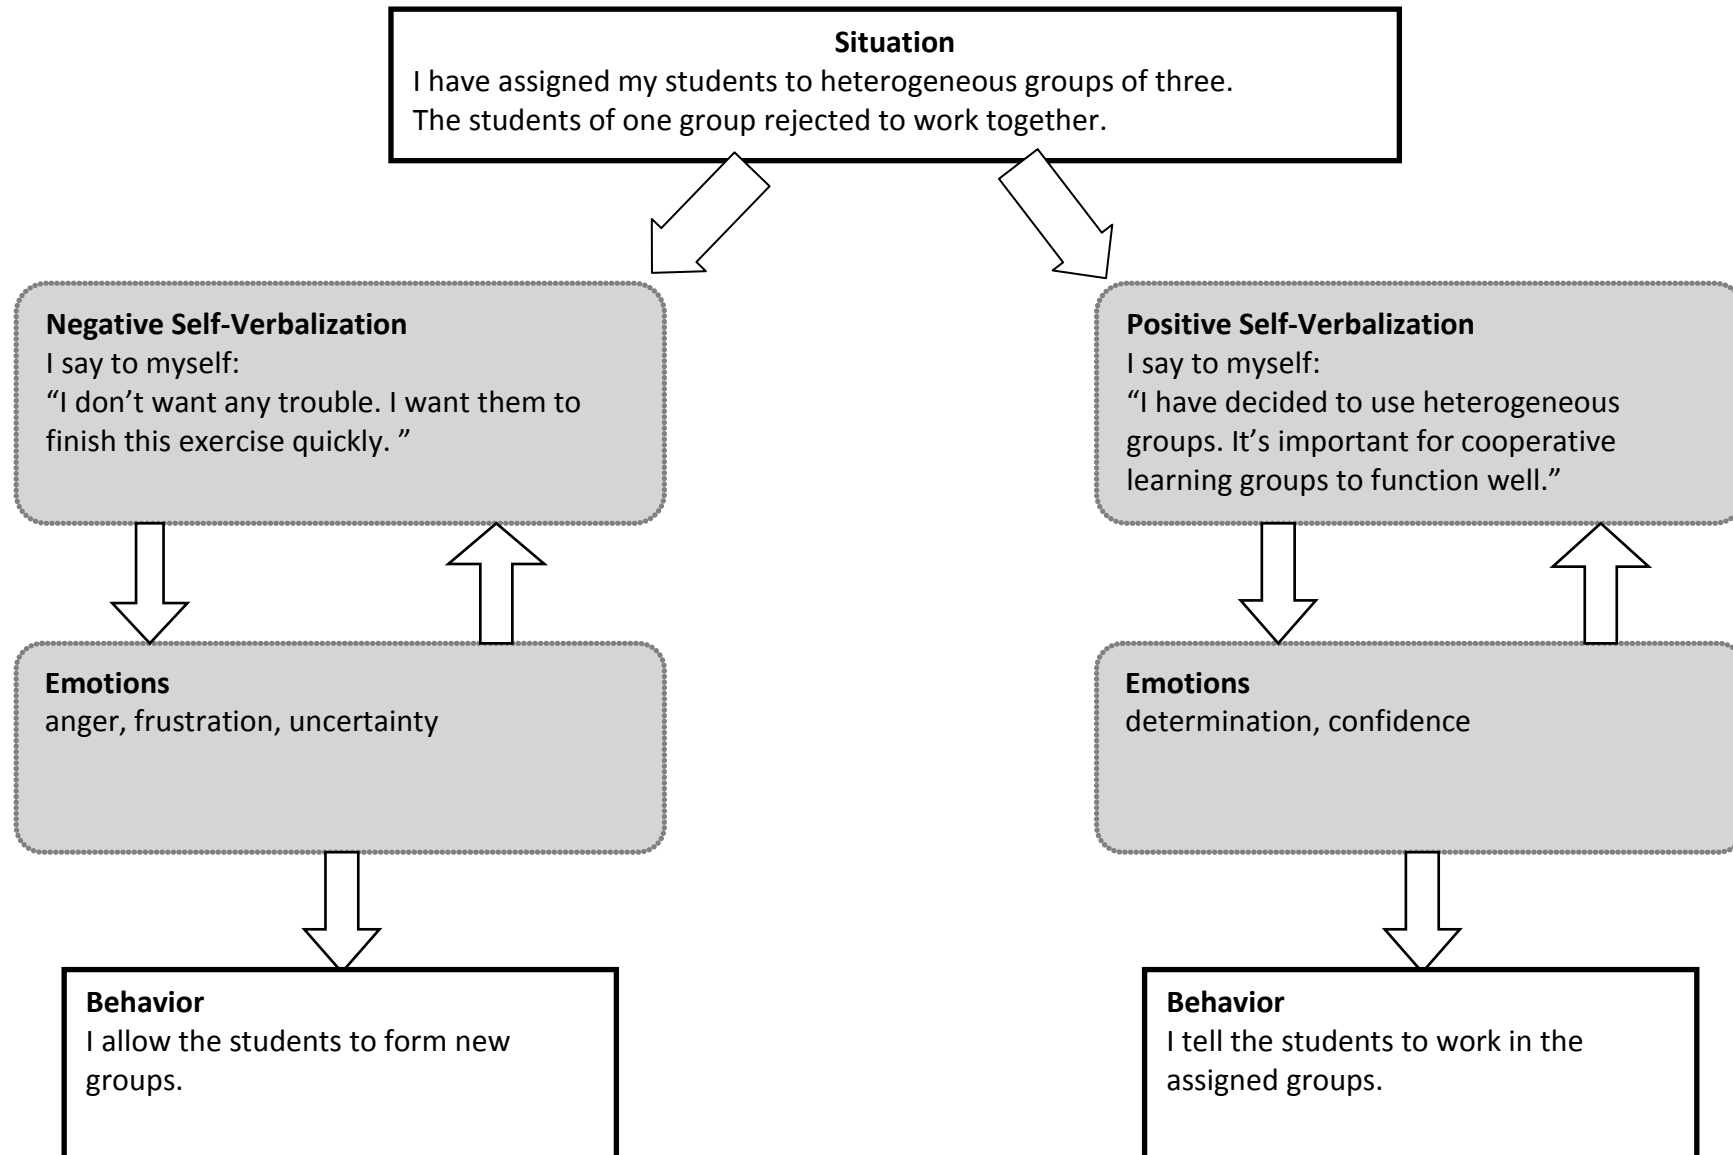 Situation
I have assigned my students to heterogeneous groups of three.
The students of one group rejected to work together.
Negative Self-Verbalization
I say to myself:
“I don’t want any trouble. I want them to
finish this exercise quickly. ”
Positive Self-Verbalization
I say to myself:
“I have decided to use heterogeneous
groups. It’s important for cooperative
learning groups to function well.”
Emotions
anger, frustration, uncertainty
Emotions
determination, confidence
Behavior
I allow the students to form new
groups.
Behavior
I tell the students to work in the
assigned groups.